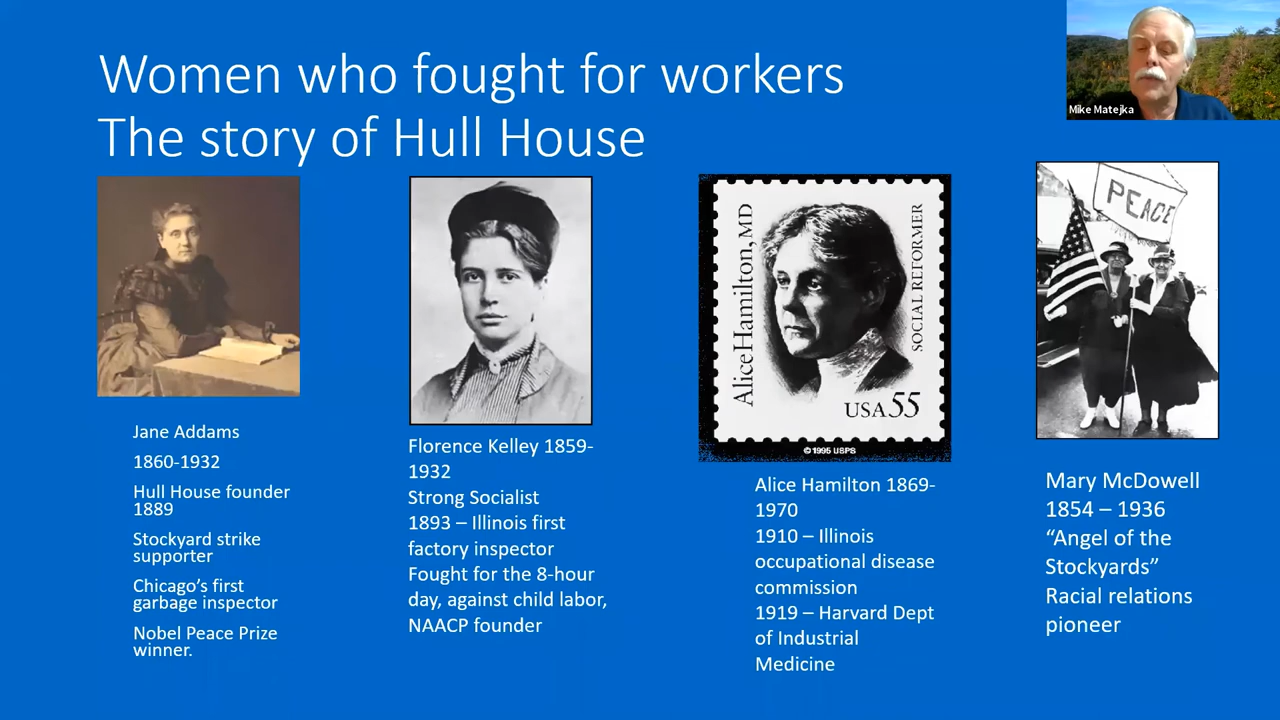 Women who fought for workers
The story of Hull House
Mike Matejka
Jane Addams
1860-1932
Hull House founder
1889
Stockyard strike
supporter
Chicago's first
garbage inspector
Nobel Peace Prize
winner.
Florence Kelley 1859-
1932
Strong Socialist
1893 – Illinois first
factory inspector
Fought for the 8-hour
day, against child labor,
NAACP founder
Alice Hamilton, MD
SOCIAL REFORMER
USA 55
© 1995 USPS
Alice Hamilton 1869-
1970
1910 – Illinois
occupational disease
commission
1919 – Harvard Dept
of Industrial
Medicine
PEACE
Mary McDowell
1854 – 1936
“Angel of the
Stockyards”
Racial relations
pioneer